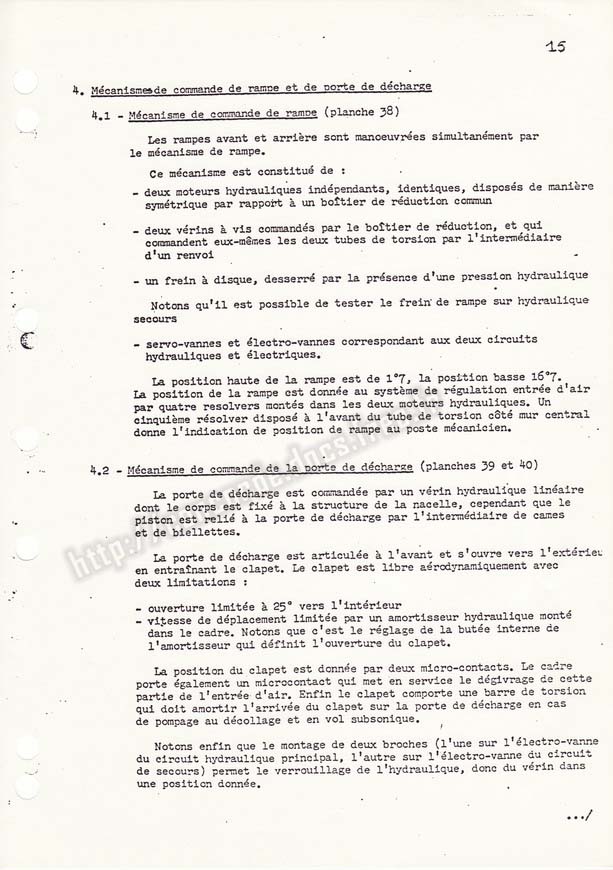 15
4. Mécanismes de commande de rampe et de porte de décharge
4.1 - Mécanisme de commande de rampe (planche 38)
Les rampes avant et arrière sont manoeuvrées simultanément par
le mécanisme de rampe.
Ce mécanisme est constitué de :
- deux moteurs hydrauliques indépendants, identiques, disposés de manière
symétrique par rapport à un boîtier de réduction commun
- deux vérins à vis commandés par le boîtier de réduction, et qui
commandent eux-mêmes les deux tubes de torsion par l'intermédiaire
d'un renvoi
- un frein à disque, desserré par la présence d'une pression hydraulique
Notons qu'il est possible de tester le frein de rampe sur hydraulique
secours
- servo-vannes et électro-vannes correspondant aux deux circuits
hydrauliques et électriques.
La position haute de la rampe est de 1°7, la position basse 16°7.
La position de la rampe est donnée au système de régulation entrée d'air
par quatre resolvers montés dans les deux moteurs hydrauliques. Un
cinquième résolver disposé à l'avant du tube de torsion côté mur central
donne l'indication de position de rampe au poste mécanicien.
4.2 - Mécanisme de commande de la porte de décharge (planches 39 et 40)
La porte de décharge est commandée par un vérin hydraulique linéaire
dont le corps est fixé à la structure de la nacelle, cependant que le
piston est relié à la porte de décharge par l'intermédiaire de cames
et de biellettes.
La porte de décharge est articulée à l'avant et s'ouvre vers l'extérieu
en entraînant le clapet. Le clapet est libre aérodynamiquement avec
deux limitations :
- ouverture limitée à 25° vers l'intérieur
- vitesse de déplacement limitée par un amortisseur hydraulique monté
dans le cadre. Notons que c'est le réglage de la butée interne de
l'amortisseur qui définit l'ouverture du clapet.
La position du clapet est donnée par deux micro-contacts. Le cadre
porte également un microcontact qui met en service le dégivrage de cette
partie de l'entrée d'air. Enfin le clapet comporte une barre de torsion
qui doit amortir l'arrivée du clapet sur la porte de décharge en cas
de pompage au décollage et en vol subsonique.
Notons enfin que le montage de deux broches (l'une sur l'électro-vanne
du circuit hydraulique principal, l'autre sur l'électro-vanne du circuit
de secours) permet le verrouillage de l'hydraulique, donc du vérin dans
une position donnée.
.../